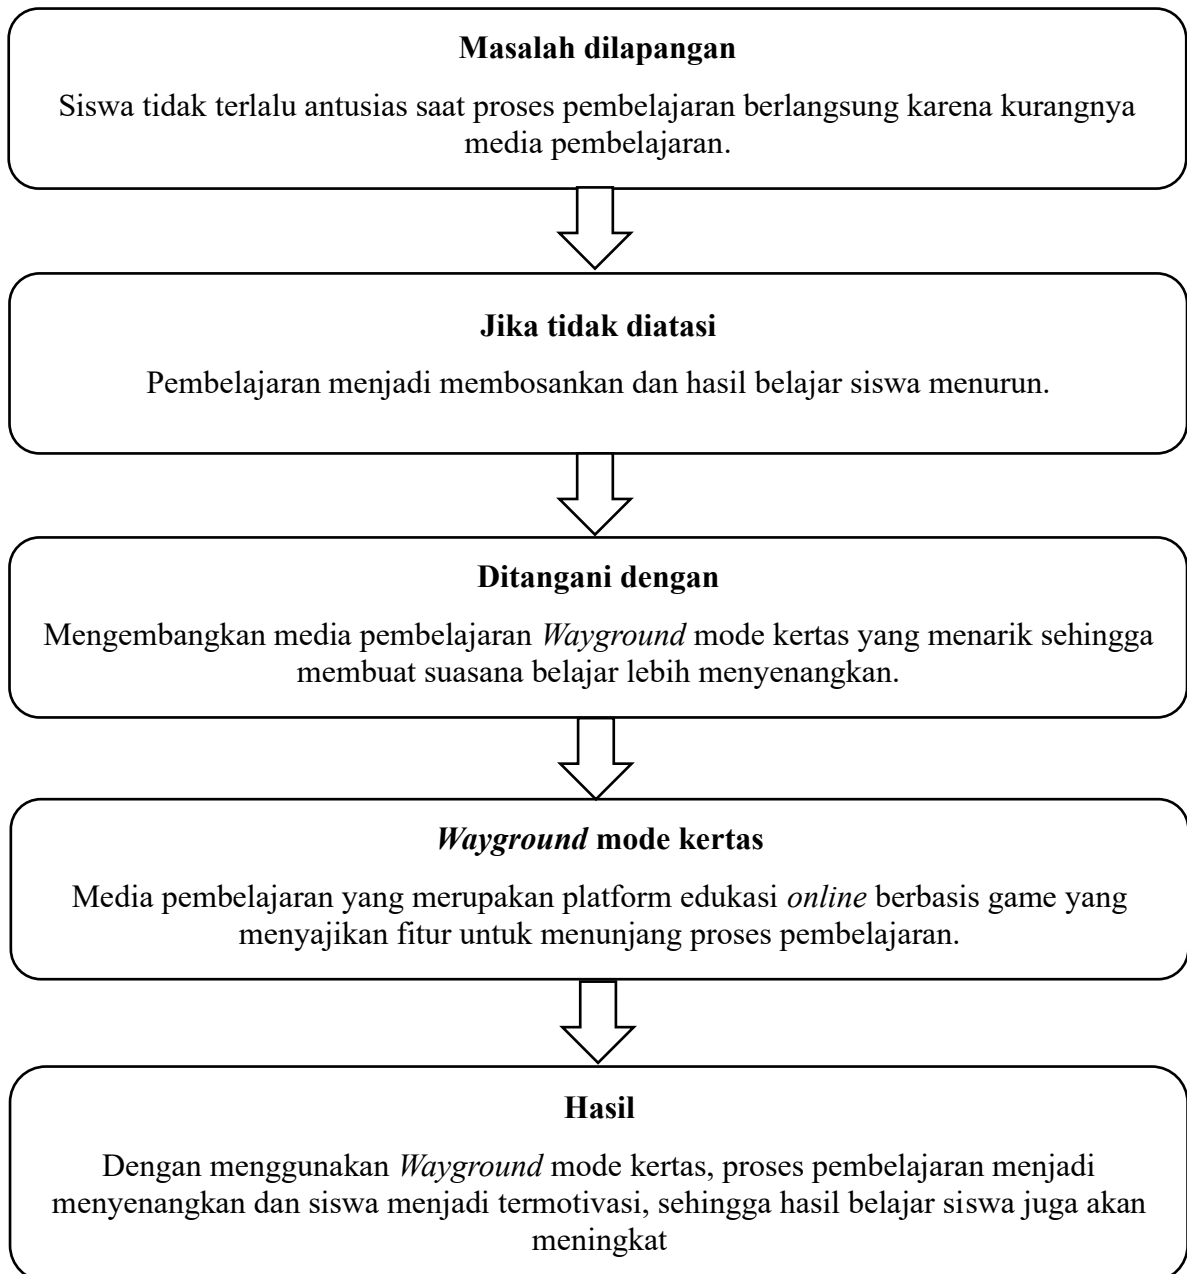 Masalah dilapangan
Siswa tidak terlalu antusias saat proses pembelajaran berlangsung karena kurangnya
media pembelajaran.
Jika tidak diatasi
Pembelajaran menjadi membosankan dan hasil belajar siswa menurun.
Ditangani dengan
Mengembangkan media pembelajaran Wayground mode kertas yang menarik sehingga
membuat suasana belajar lebih menyenangkan.
Wayground mode kertas
Media pembelajaran yang merupakan platform edukasi online berbasis game yang
menyajikan fitur untuk menunjang proses pembelajaran.
Hasil
Dengan menggunakan Wayground mode kertas, proses pembelajaran menjadi
menyenangkan dan siswa menjadi termotivasi, sehingga hasil belajar siswa juga akan
meningkat